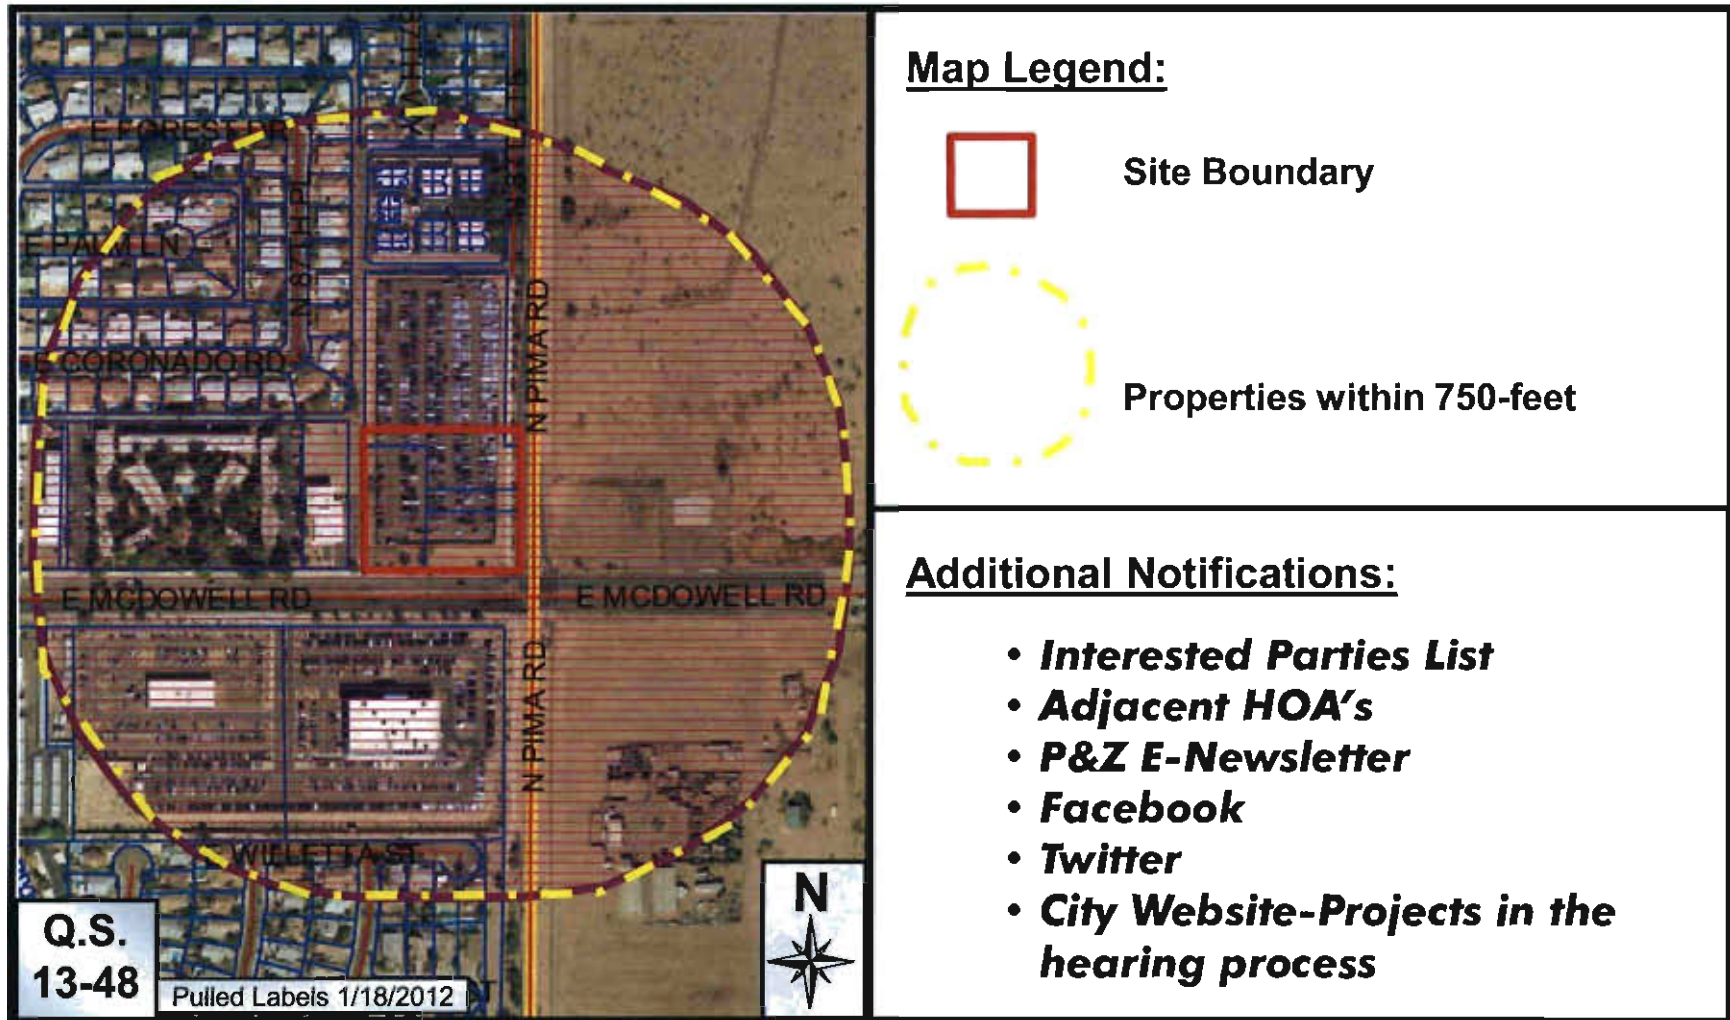 E FOREST DR
E PALM LN
N 87TH PL
E CORONADO RD
N PIMA RD
E MCDOWELL RD
E MCDOWELL RD
N PIMA RD
E WILLETTA ST
Q.S.
13-48
Pulled Labels 1/18/2012
N
Map Legend:
Site Boundary
Properties within 750-feet
Additional Notifications:
• Interested Parties List
• Adjacent HOA's
• P&Z E-Newsletter
• Facebook
• Twitter
• City Website-Projects in the
hearing process